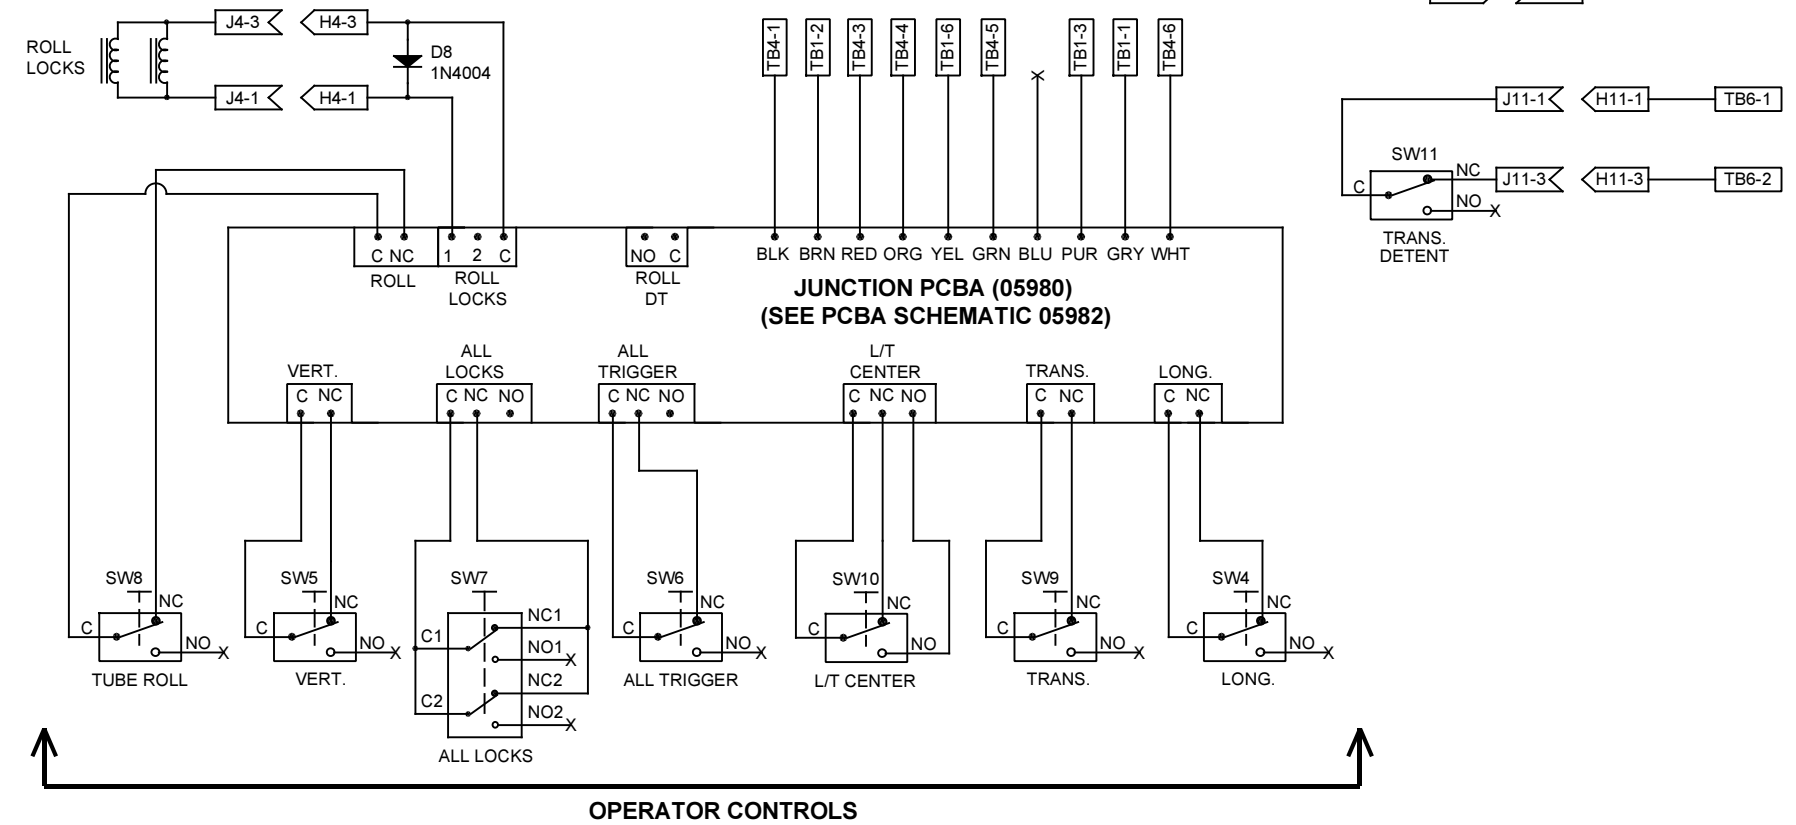 J4-3 H4-3
ROLL
LOCKS
D8
1N4004
J4-1 H4-1
TB4-1 TB1-2 TB4-3 TB4-4 TB1-6 TB4-5 TB1-3 TB1-1 TB4-6
J11-1 H11-1 TB6-1
SW11
C NC NO
J11-3 H11-3 TB6-2
TRANS.
DETENT
C NC
ROLL
1 2 C
ROLL
LOCKS
NO C
ROLL
DT
BLK BRN RED ORG YEL GRN BLU PUR GRY WHT
JUNCTION PCBA (05980)
(SEE PCBA SCHEMATIC 05982)
VERT.
C NC
ALL
LOCKS
C NC NO
ALL
TRIGGER
C NC NO
L/T
CENTER
C NC NO
TRANS.
C NC
LONG.
C NC
SW8
NC
C
NO
TUBE ROLL
SW5
NC
C
NO
VERT.
SW7
NC1
C1
NO1
NC2
C2
NO2
ALL LOCKS
SW6
NC
C
NO
ALL TRIGGER
SW10
NC
C
NO
L/T CENTER
SW9
NC
C
NO
TRANS.
SW4
NC
C
NO
LONG.
OPERATOR CONTROLS